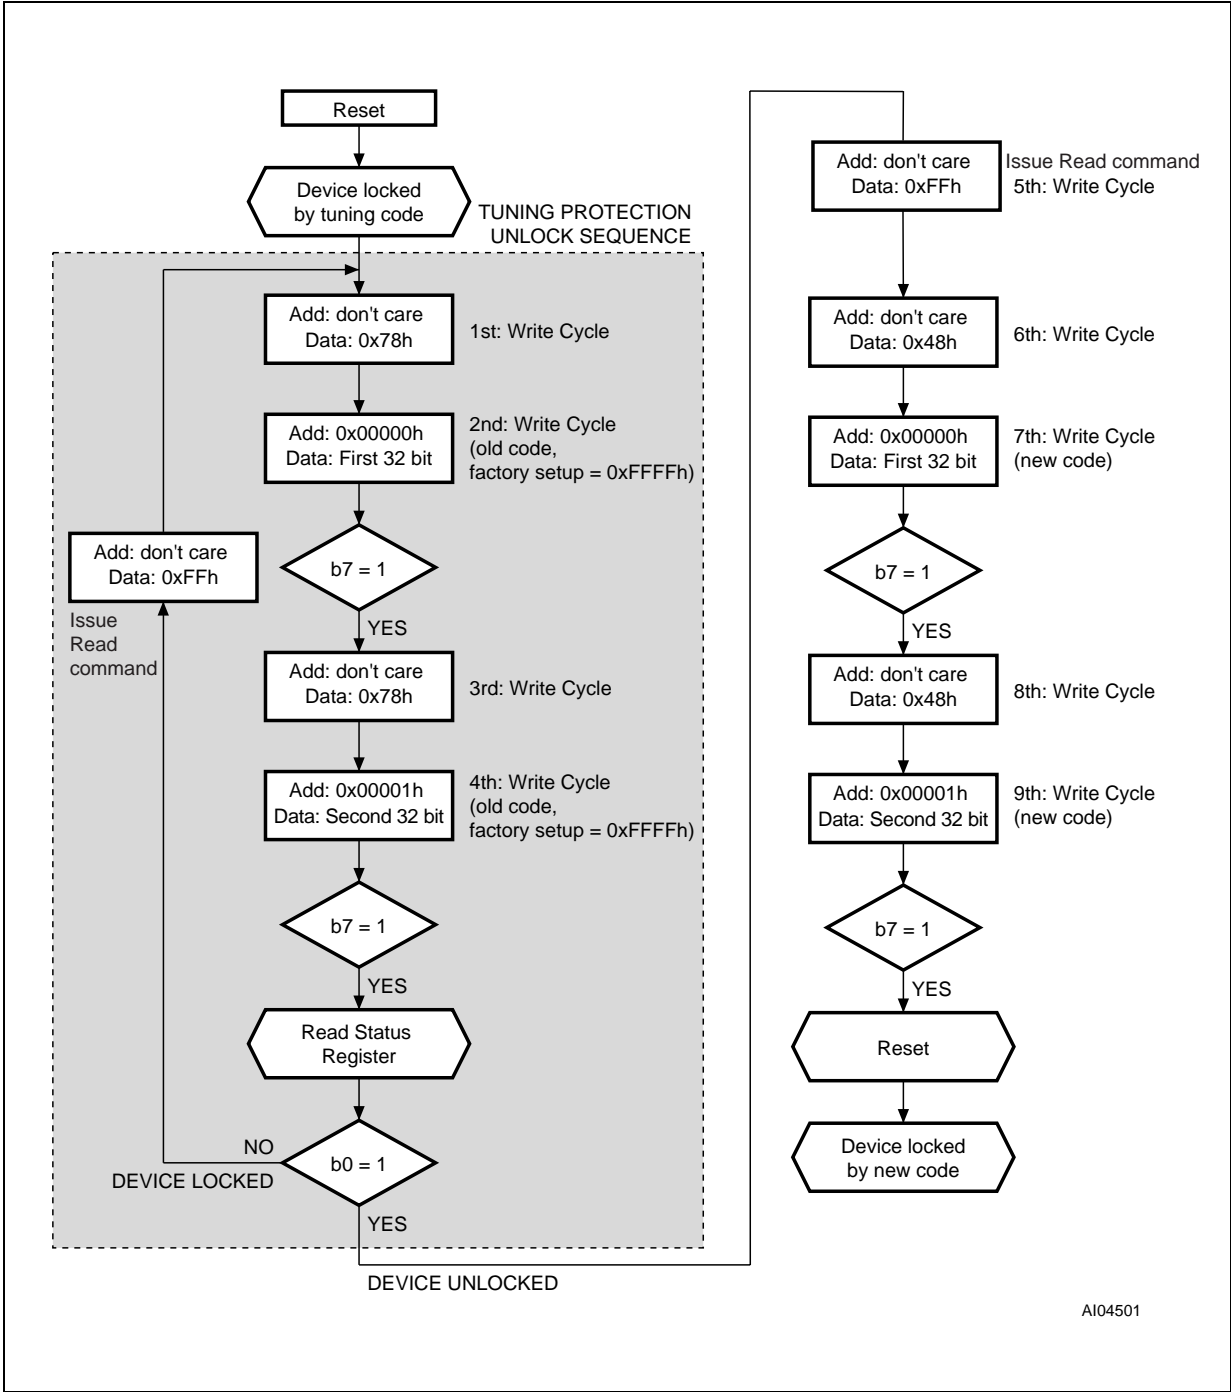 Reset
Device locked
by tuning code
TUNING PROTECTION
UNLOCK SEQUENCE
Add: don't care
Data: 0x78h
1st: Write Cycle
Add: 0x00000h
Data: First 32 bit
2nd: Write Cycle
(old code,
factory setup = 0xFFFFh)
Add: don't care
Data: 0xFFh
Issue
Read
command
b7 = 1
YES
Add: don't care
Data: 0x78h
3rd: Write Cycle
Add: 0x00001h
Data: Second 32 bit
4th: Write Cycle
(old code,
factory setup = 0xFFFFh)
b7 = 1
YES
Read Status
Register
NO
DEVICE LOCKED
b0 = 1
YES
DEVICE UNLOCKED
Add: don't care
Data: 0xFFh
Issue Read command
5th: Write Cycle
Add: don't care
Data: 0x48h
6th: Write Cycle
Add: 0x00000h
Data: First 32 bit
7th: Write Cycle
(new code)
b7 = 1
YES
Add: don't care
Data: 0x48h
8th: Write Cycle
Add: 0x00001h
Data: Second 32 bit
9th: Write Cycle
(new code)
b7 = 1
YES
Reset
Device locked
by new code
AI04501